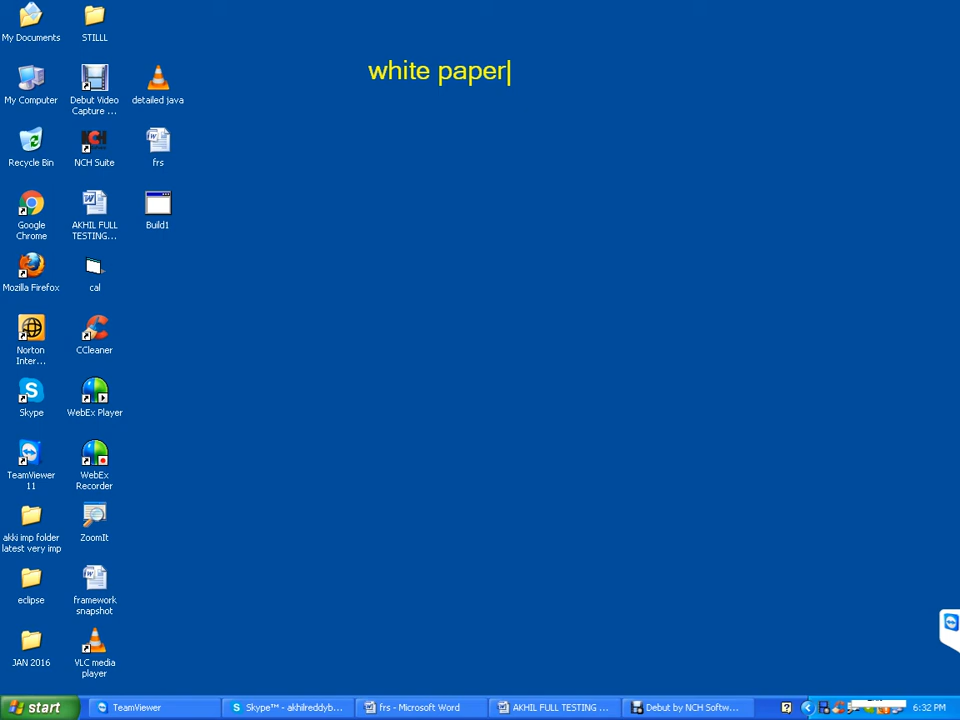 My Documents
STILLL
white paper
My Computer
Debut Video
Capture ...
detailed java
Recycle Bin
NCH Suite
frs
Google
Chrome
AKHIL FULL
TESTING...
Build1
Mozilla Firefox
cal
Norton
Inter...
CCleaner
Skype
WebEx Player
TeamViewer
11
WebEx
Recorder
akki imp folder
latest very imp
ZoomIt
eclipse
framework
snapshot
JAN 2016
VLC media
player
start
TeamViewer
Skype™ - akhilreddyb...
frs - Microsoft Word
AKHIL FULL TESTING ...
Debut by NCH Softw...
6:32 PM